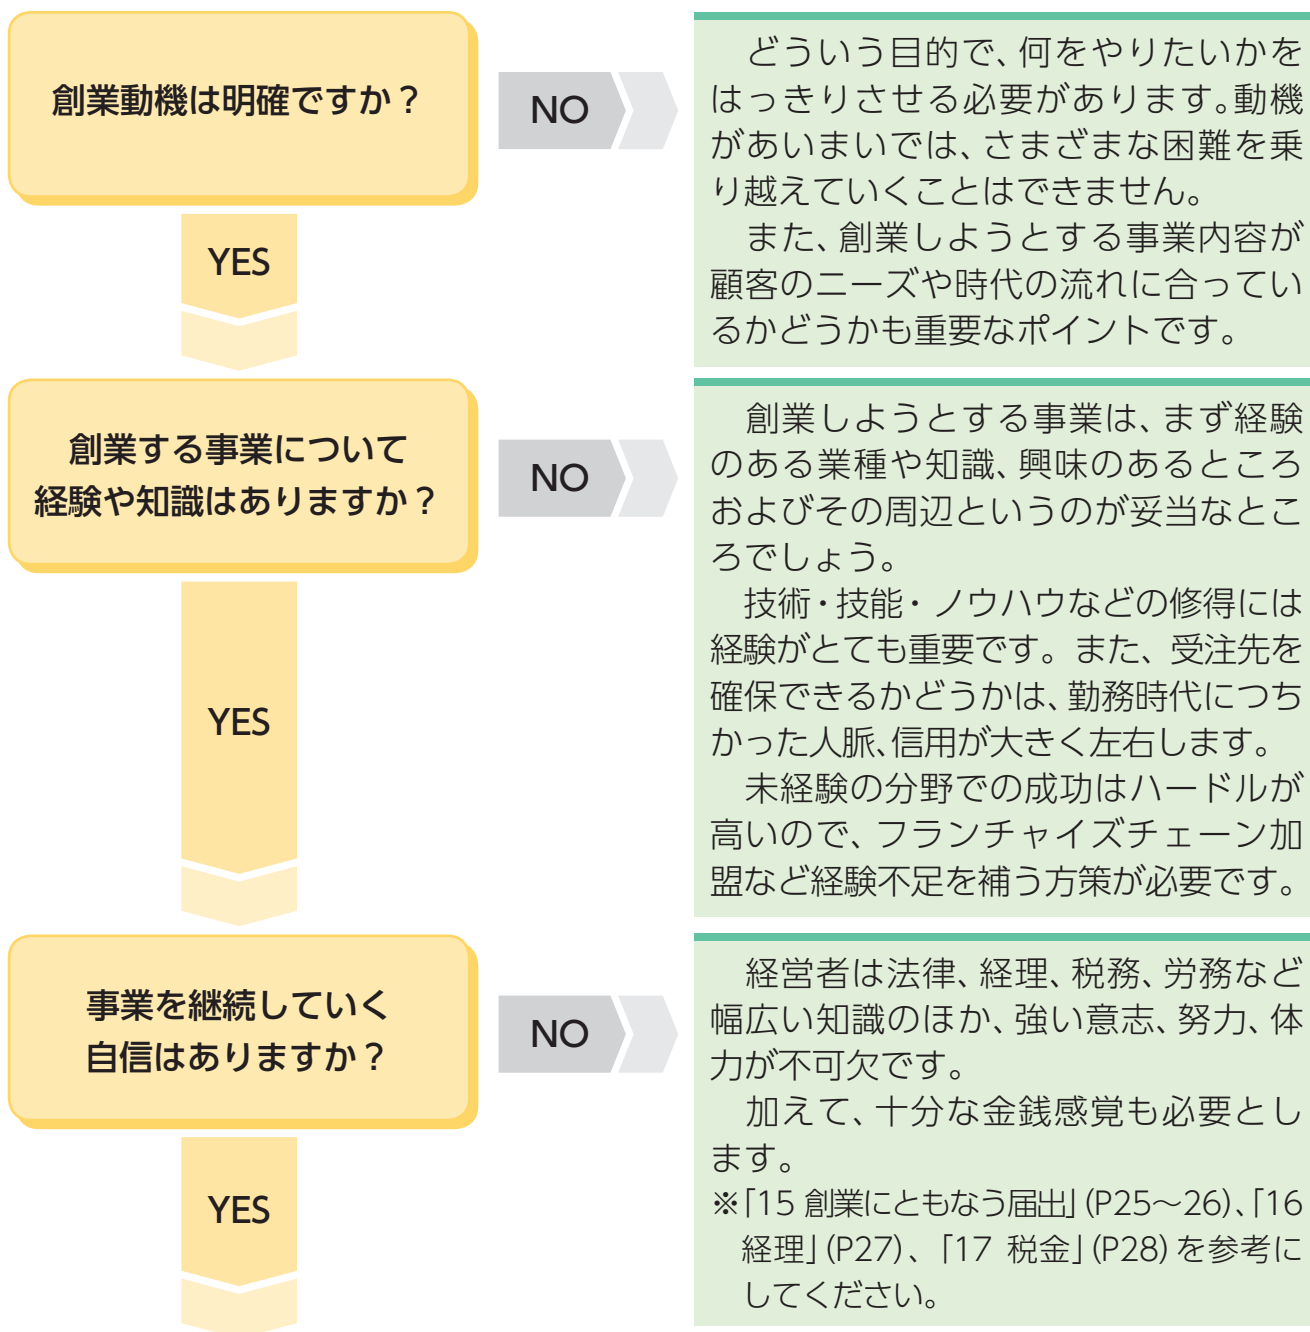 創業動機は明確ですか？
NO
どういう目的で、何をやりたいかを
はっきりさせる必要があります。動機
があいまいでは、さまざまな困難を乗
り越えていくことはできません。
また、創業しようとする事業内容が
顧客のニーズや時代の流れに合ってい
るかどうかも重要なポイントです。
YES
創業する事業について
経験や知識はありますか？
NO
創業しようとする事業は、まず経験
のある業種や知識、興味のあるところ
およびその周辺というのが妥当なとこ
ろでしょう。
技術・技能・ノウハウなどの修得には
経験がとても重要です。また、受注先を
確保できるかどうかは、勤務時代につち
かった人脈、信用が大きく左右します。
未経験の分野での成功はハードルが
高いので、フランチャイズチェーン加
盟など経験不足を補う方策が必要です。
YES
事業を継続していく
自信はありますか？
NO
経営者は法律、経理、税務、労務など
幅広い知識のほか、強い意志、努力、体
力が不可欠です。
加えて、十分な金銭感覚も必要とし
ます。
※「15 創業にともなう届出」(P25～26)、「16
経理」(P27)、「17 税金」(P28)を参考に
してください。
YES